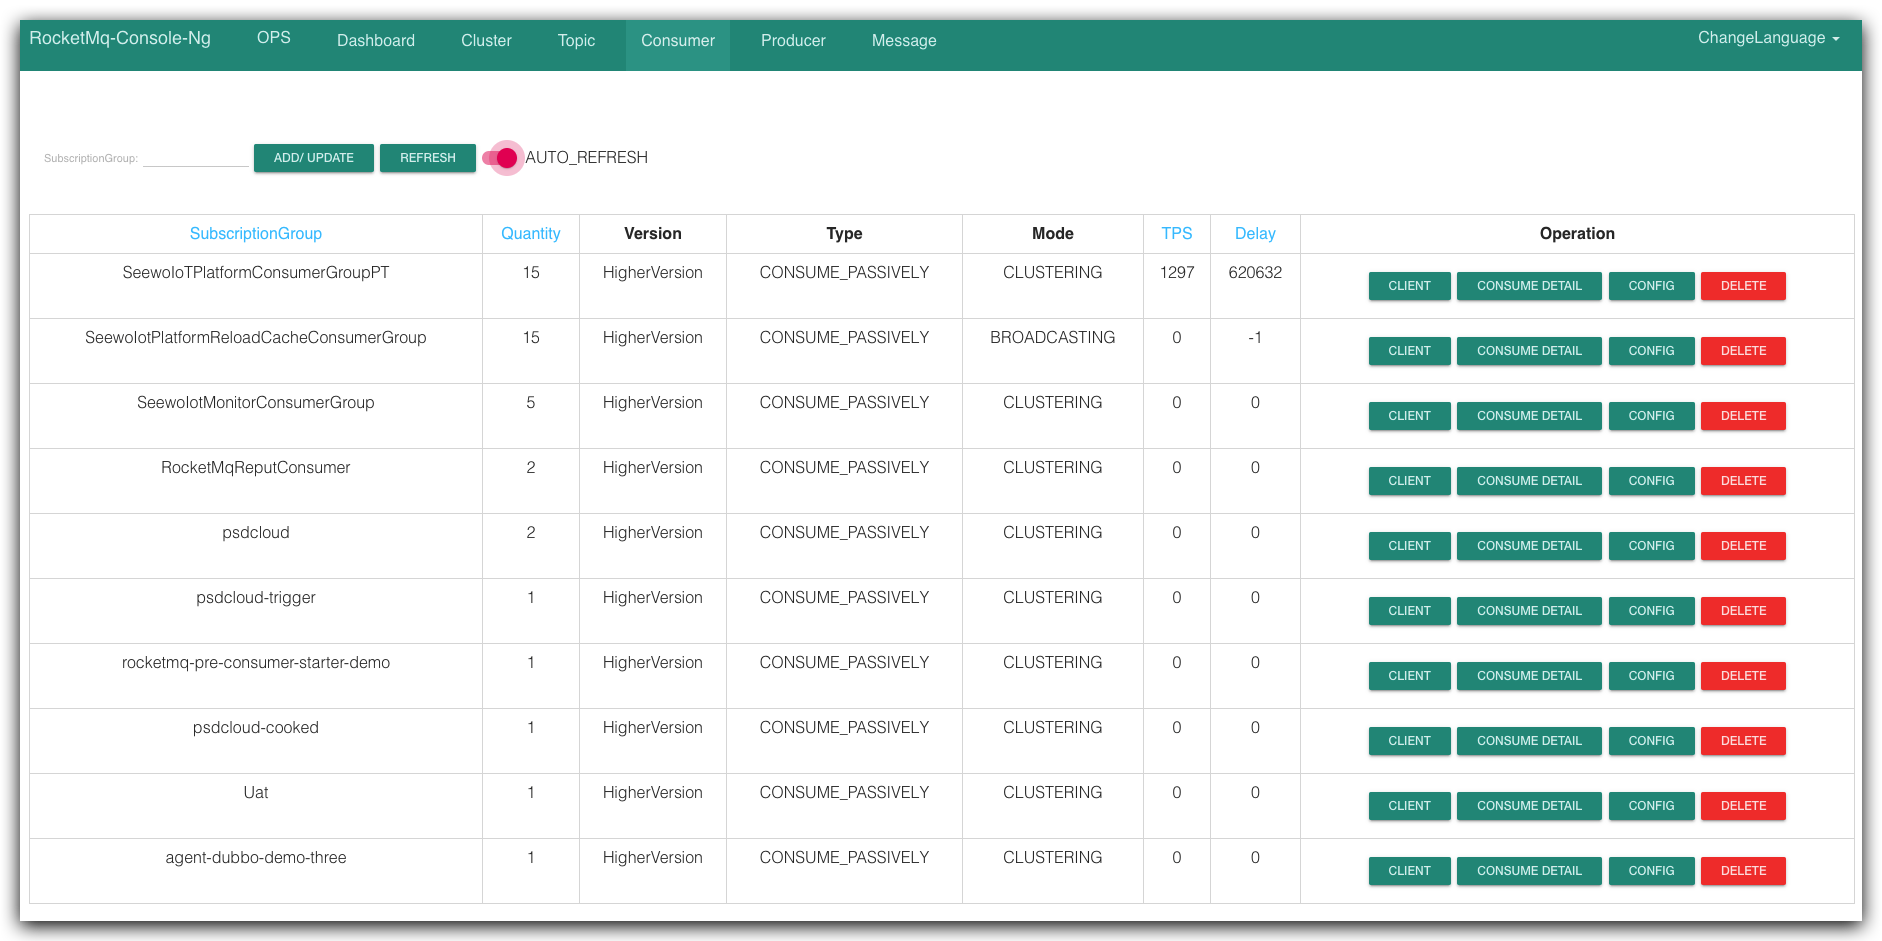 RocketMq-Console-Ng OPS Dashboard Cluster Topic Consumer Producer Message ChangeLanguage
SubscriptionGroup: ADD/ UPDATE REFRESH AUTO_REFRESH
SubscriptionGroup Quantity Version Type Mode TPS Delay Operation
SeewoIoTPlatformConsumerGroupPT 15 HigherVersion CONSUME_PASSIVELY CLUSTERING 1297 620632 CLIENT CONSUME DETAIL CONFIG DELETE
SeewoIotPlatformReloadCacheConsumerGroup 15 HigherVersion CONSUME_PASSIVELY BROADCASTING 0 -1 CLIENT CONSUME DETAIL CONFIG DELETE
SeewoIotMonitorConsumerGroup 5 HigherVersion CONSUME_PASSIVELY CLUSTERING 0 0 CLIENT CONSUME DETAIL CONFIG DELETE
RocketMqReputConsumer 2 HigherVersion CONSUME_PASSIVELY CLUSTERING 0 0 CLIENT CONSUME DETAIL CONFIG DELETE
psdcloud 2 HigherVersion CONSUME_PASSIVELY CLUSTERING 0 0 CLIENT CONSUME DETAIL CONFIG DELETE
psdcloud-trigger 1 HigherVersion CONSUME_PASSIVELY CLUSTERING 0 0 CLIENT CONSUME DETAIL CONFIG DELETE
rocketmq-pre-consumer-starter-demo 1 HigherVersion CONSUME_PASSIVELY CLUSTERING 0 0 CLIENT CONSUME DETAIL CONFIG DELETE
psdcloud-cooked 1 HigherVersion CONSUME_PASSIVELY CLUSTERING 0 0 CLIENT CONSUME DETAIL CONFIG DELETE
Uat 1 HigherVersion CONSUME_PASSIVELY CLUSTERING 0 0 CLIENT CONSUME DETAIL CONFIG DELETE
agent-dubbo-demo-three 1 HigherVersion CONSUME_PASSIVELY CLUSTERING 0 0 CLIENT CONSUME DETAIL CONFIG DELETE